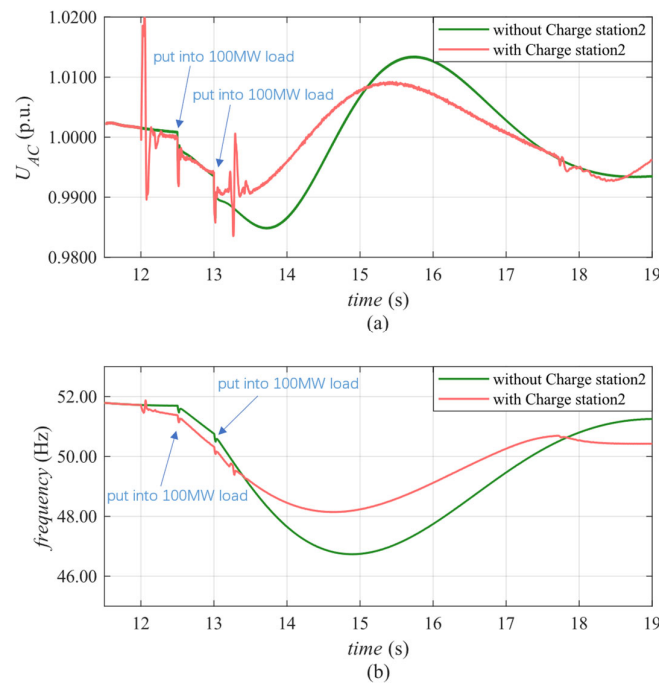 1.0200
1.0100
1.0000
0.9900
0.9800
U_AC (p.u.)
without Charge station2
with Charge station2
put into 100MW load
put into 100MW load
12 13 14 15 16 17 18 19
time (s)
(a)
52.00
50.00
48.00
46.00
frequency (Hz)
without Charge station2
with Charge station2
put into 100MW load
put into 100MW load
12 13 14 15 16 17 18 19
time (s)
(b)